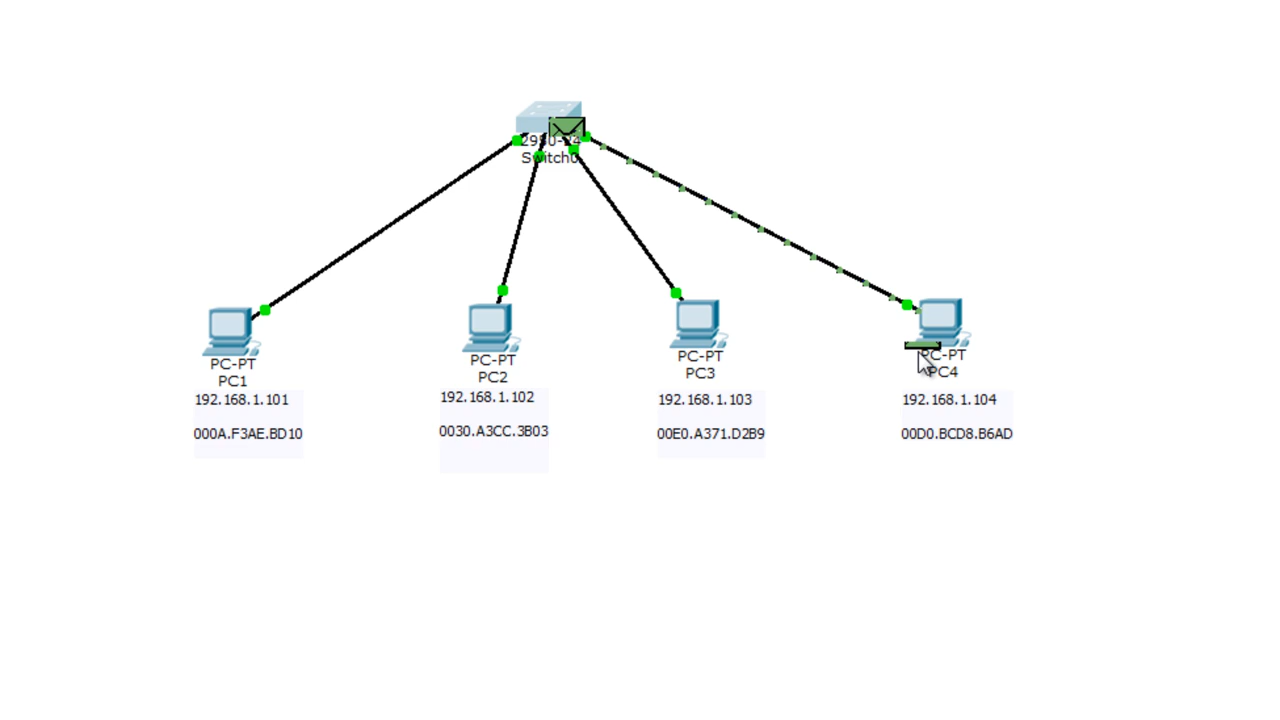 2950-24
Switch0
PC-PT
PC1
192.168.1.101
000A.F3AE.BD10
PC-PT
PC2
192.168.1.102
0030.A3CC.3B03
PC-PT
PC3
192.168.1.103
00E0.A371.D2B9
PC-PT
PC4
192.168.1.104
00D0.BCD8.B6AD